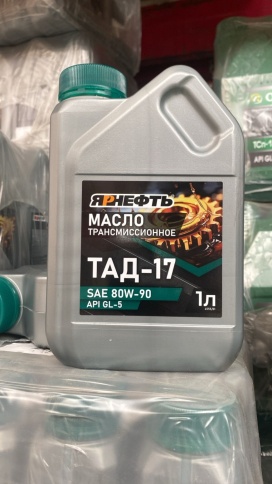 ЯРНЕФТЬ
МАСЛО
ТРАНСМИССИОННОЕ
ТАД-17
SAE 80W-90
API GL-5
1л